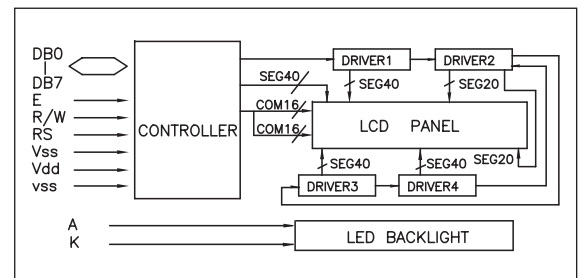 DB0
DB7
E
R/W
RS
Vss
Vdd
vss
CONTROLLER
DRIVER1
DRIVER2
SEG40
SEG40
SEG20
COM16
COM16
LCD PANEL
SEG40
SEG40
SEG20
DRIVER3
DRIVER4
A
K
LED BACKLIGHT